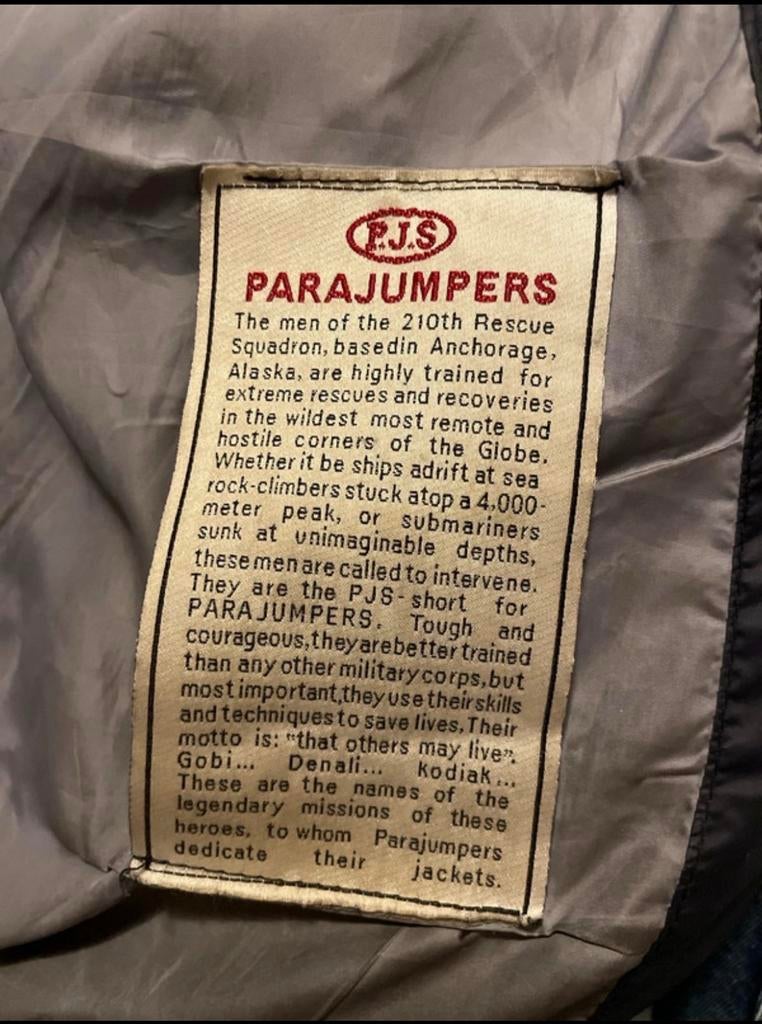 P.J.S
PARAJUMPERS
The men of the 210th Rescue
Squadron, basedin Anchorage,
Alaska, are highly trained for
extreme rescues and recoveries
in the wildest most remote and
hostile corners of the Globe.
Whether it be ships adrift at sea
rock-climbers stuck atop a 4,000-
meter peak, or submariners
sunk at unimaginable depths,
these men are called to intervene.
They are the PJS-short for
PARAJUMPERS. Tough and
courageous, they are better trained
than any other military corps, but
most important, they use their skills
and techniques to save lives, Their
motto is: "that others may live".
Gobi... Denali... Kodiak...
These are the names of the
legendary missions of these
heroes, to whom Parajumpers
dedicate their jackets.